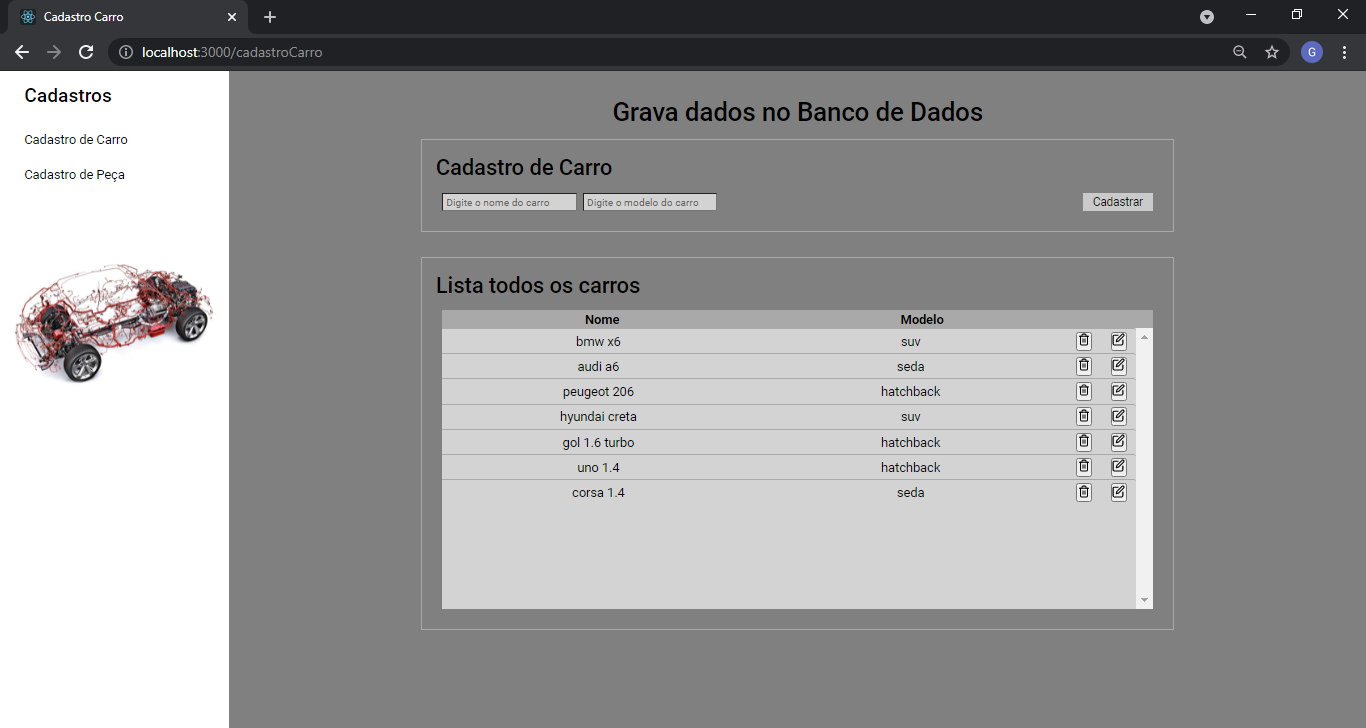 Cadastro Carro
localhost:3000/cadastroCarro
G
Cadastros
Cadastro de Carro
Cadastro de Peça
Grava dados no Banco de Dados
Cadastro de Carro
Digite o nome do carro Digite o modelo do carro Cadastrar
Lista todos os carros
Nome Modelo
bmw x6 suv
audi a6 seda
peugeot 206 hatchback
hyundai creta suv
gol 1.6 turbo hatchback
uno 1.4 hatchback
corsa 1.4 seda